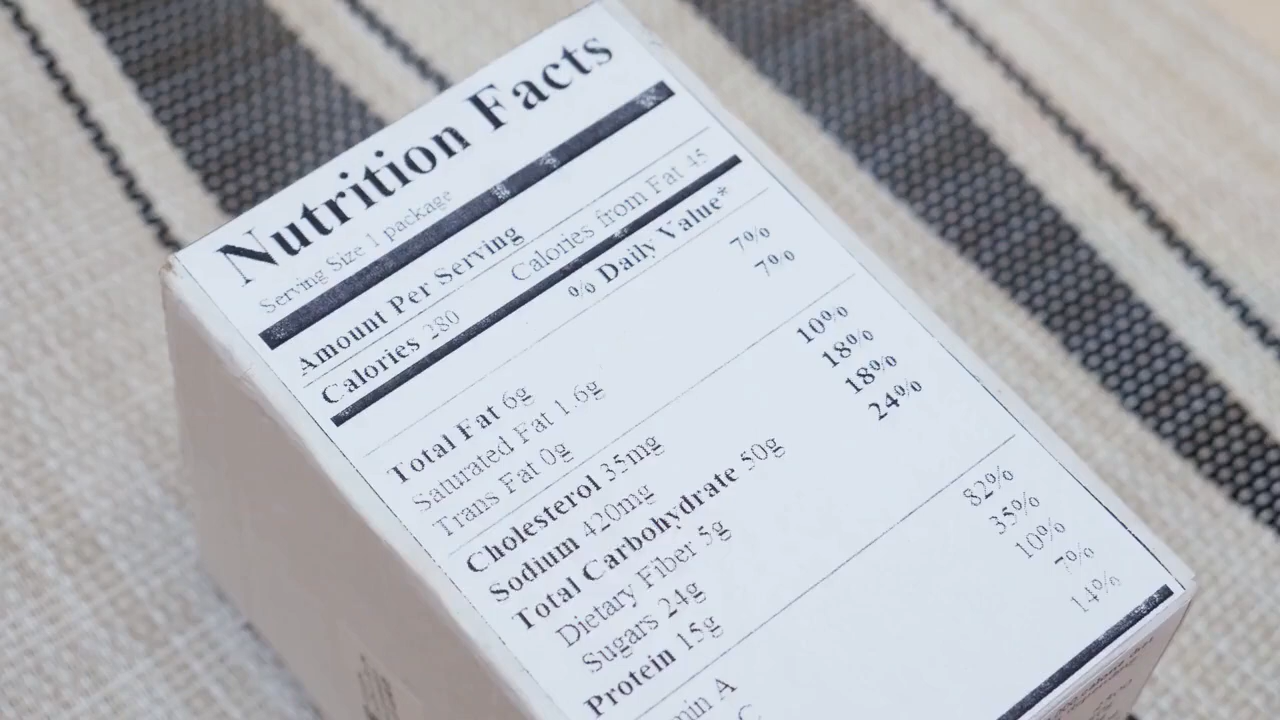 Nutrition Facts
Serving Size 1 package
Amount Per Serving
Calories 280 Calories from Fat 45
% Daily Value*
Total Fat 6g 7%
Saturated Fat 1.6g 7%
Trans Fat 0g
Cholesterol 35mg 10%
Sodium 420mg 18%
Total Carbohydrate 50g 18%
Dietary Fiber 5g 24%
Sugars 24g
Protein 15g
min A 82%
C 35%
10%
7%
14%